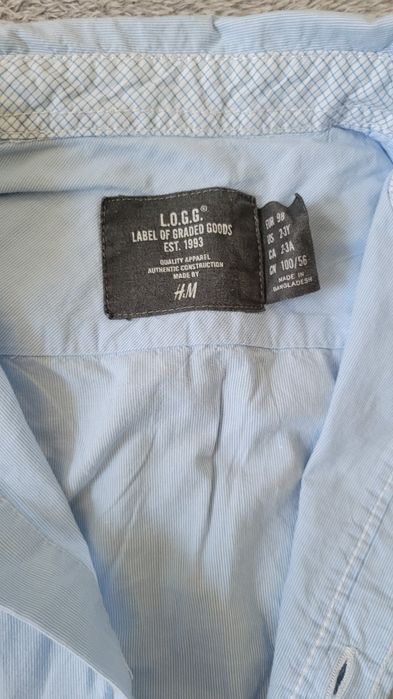 L.O.G.G.®
LABEL OF GRADED GOODS
EST. 1993
QUALITY APPAREL
AUTHENTIC CONSTRUCTION
MADE BY
H&M
EUR 98
US 2-3Y
CA 2-3A
CN 100/56
MADE IN
BANGLADESH